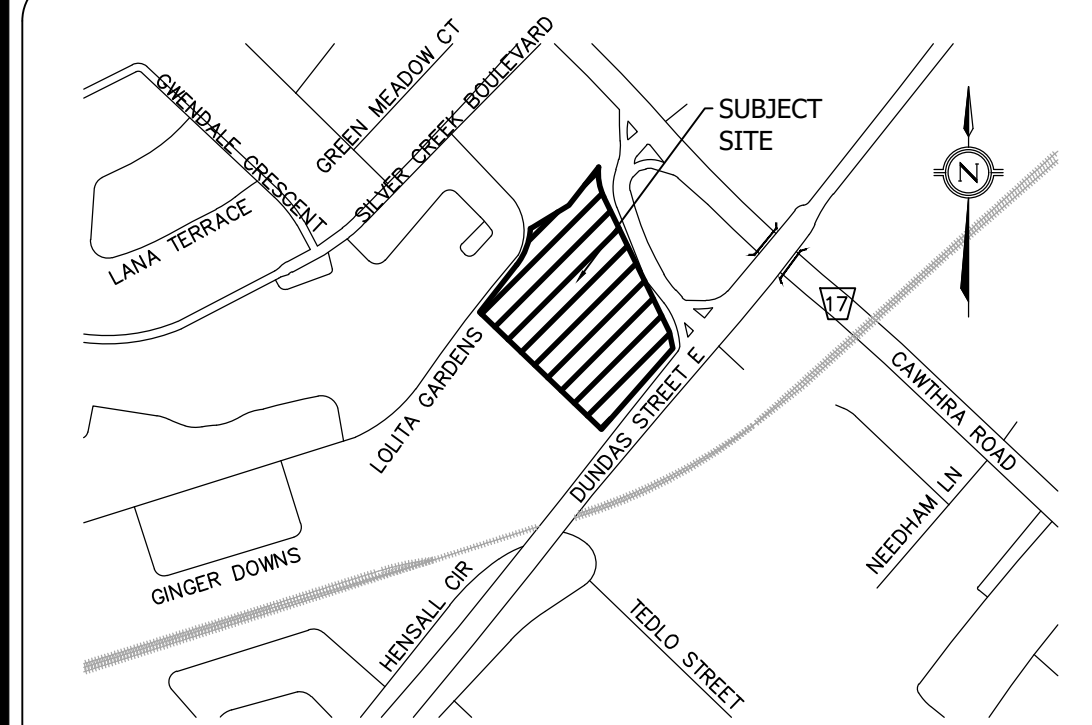 GREEN MEADOW CT
SILVER CREEK BOULEVARD
GWENDALE CRESCENT
LANA TERRACE
SUBJECT
SITE
N
17
CAWTHRA ROAD
LOLITA GARDENS
DUNDAS STREET E
NEEDHAM LN
GINGER DOWNS
HENSALL CIR
TEDLO STREET